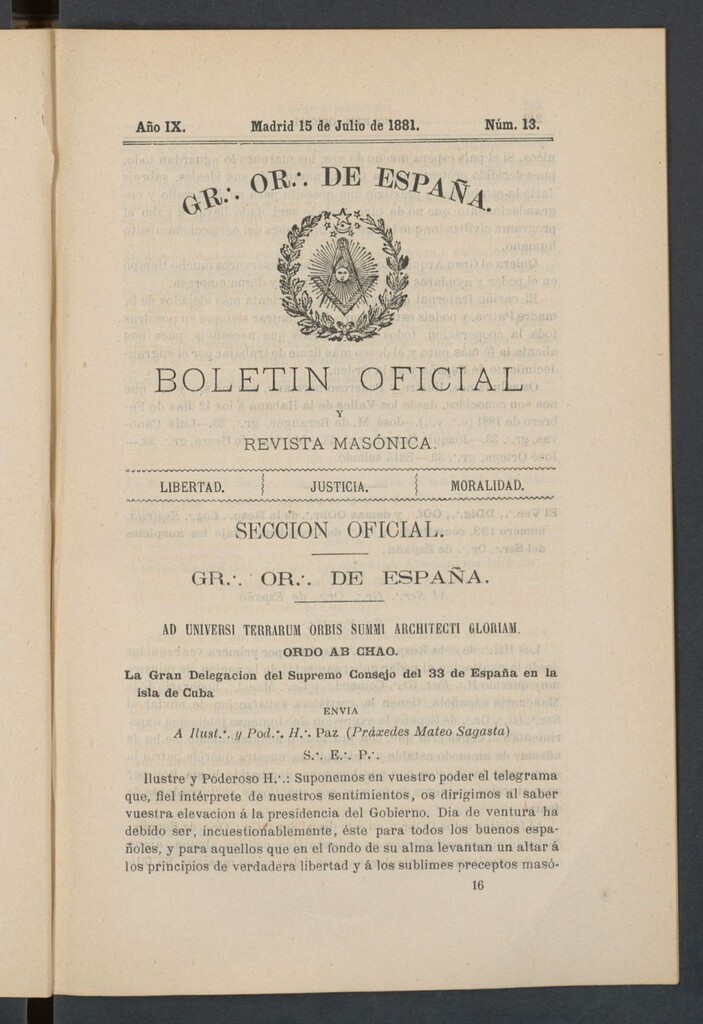 Año IX. Madrid 15 de Julio de 1881. Núm. 13.
GR.·. OR.·. DE ESPAÑA.
BOLETIN OFICIAL
Y
REVISTA MASÓNICA.
LIBERTAD. JUSTICIA. MORALIDAD.
SECCION OFICIAL.
GR.·. OR.·. DE ESPAÑA.
AD UNIVERSI TERRARUM ORBIS SUMMI ARCHITECTI GLORIAM.
ORDO AB CHAO.
La Gran Delegacion del Supremo Consejo del 33 de España en la
isla de Cuba
ENVIA
A Ilust.·. y Pod.·. H.·. Paz (Práxedes Mateo Sagasta)
S.·. E.·. P.·.
Ilustre y Poderoso H.·.: Suponemos en vuestro poder el telegrama
que, fiel intérprete de nuestros sentimientos, os dirigimos al saber
vuestra elevacion á la presidencia del Gobierno. Dia de ventura ha
debido ser, incuestionablemente, éste para todos los buenos espa-
ñoles, y para aquellos que en el fondo de su alma levantan un altar á
los principios de verdadera libertad y á los sublimes preceptos masó-
16